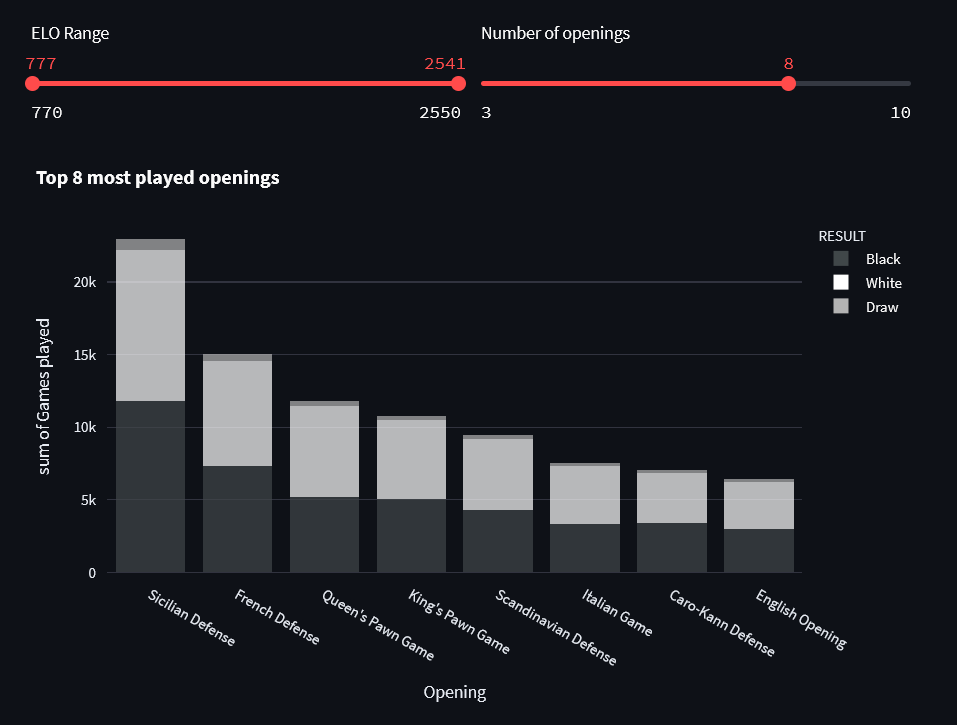 ELO Range
777
2541
770
2550
Number of openings
8
3
10
Top 8 most played openings
RESULT
Black
White
Draw
sum of Games played
20k
15k
10k
5k
0
Sicilian Defense
French Defense
Queen's Pawn Game
King's Pawn Game
Scandinavian Defense
Italian Game
Caro-Kann Defense
English Opening
Opening